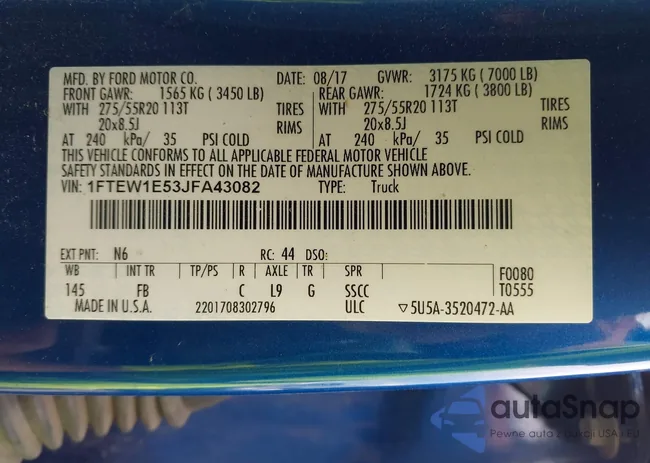 MFD. BY FORD MOTOR CO. DATE: 08/17 GVWR: 3175 KG ( 7000 LB)
FRONT GAWR: 1565 KG ( 3450 LB) REAR GAWR: 1724 KG ( 3800 LB)
WITH 275/55R20 113T TIRES WITH 275/55R20 113T TIRES
20x8.5J RIMS 20x8.5J RIMS
AT 240 kPa/ 35 PSI COLD AT 240 kPa/ 35 PSI COLD
THIS VEHICLE CONFORMS TO ALL APPLICABLE FEDERAL MOTOR VEHICLE
SAFETY STANDARDS IN EFFECT ON THE DATE OF MANUFACTURE SHOWN ABOVE.
VIN: 1FTEW1E53JFA43082 TYPE: Truck
EXT PNT: N6 RC: 44 DSO:
WB INT TR TP/PS R AXLE TR SPR F0080
145 FB C L9 G SSCC T0555
MADE IN U.S.A. 2201708302796 ULC ▽5U5A-3520472-AA
autoSnap
Pewne auta z aukcji USA i EU